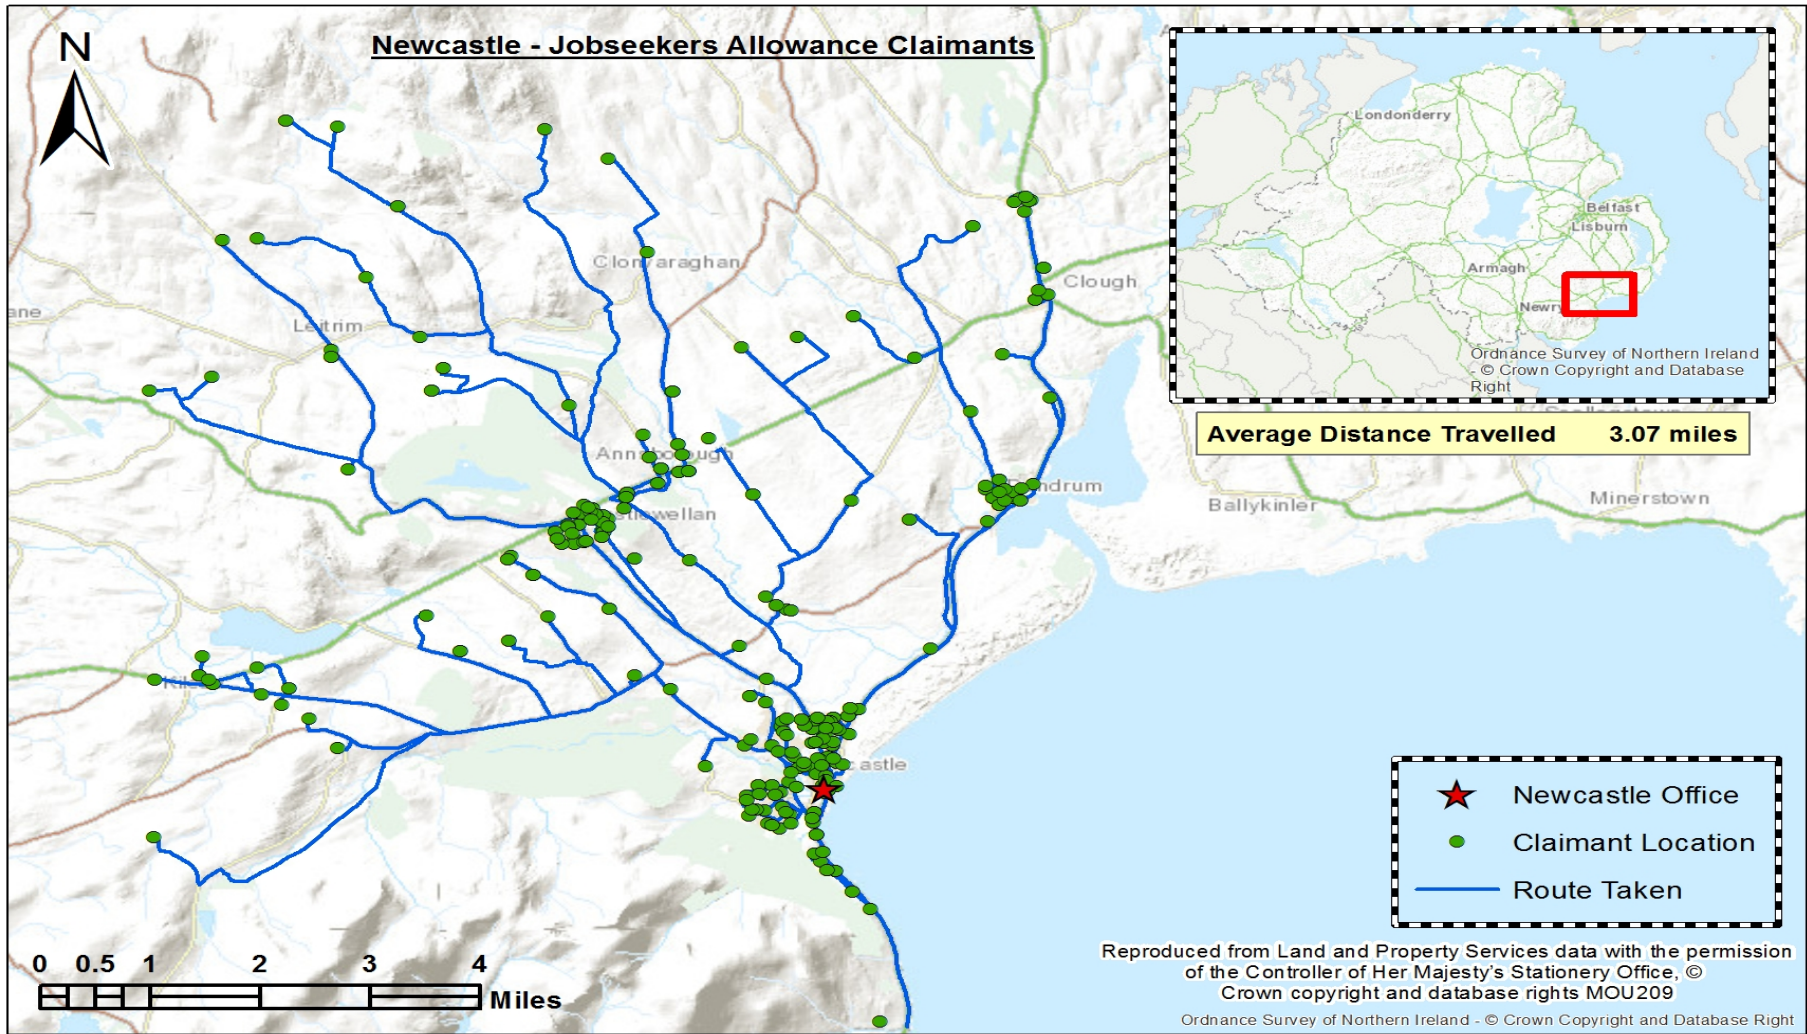 Newcastle - Jobseekers Allowance Claimants
N
Londonderry
Belfast
Lisburn
Armagh
Newry
Ordnance Survey of Northern Ireland
- © Crown Copyright and Database
Right
Clough
Leitrim
ane
Average Distance Travelled 3.07 miles
Ballykinler
Minerstown
castle
Newcastle Office
Claimant Location
Route Taken
0 0.5 1 2 3 4
Miles
Reproduced from Land and Property Services data with the permission
of the Controller of Her Majesty's Stationery Office, ©
Crown copyright and database rights MOU209
Ordnance Survey of Northern Ireland - © Crown Copyright and Database Right